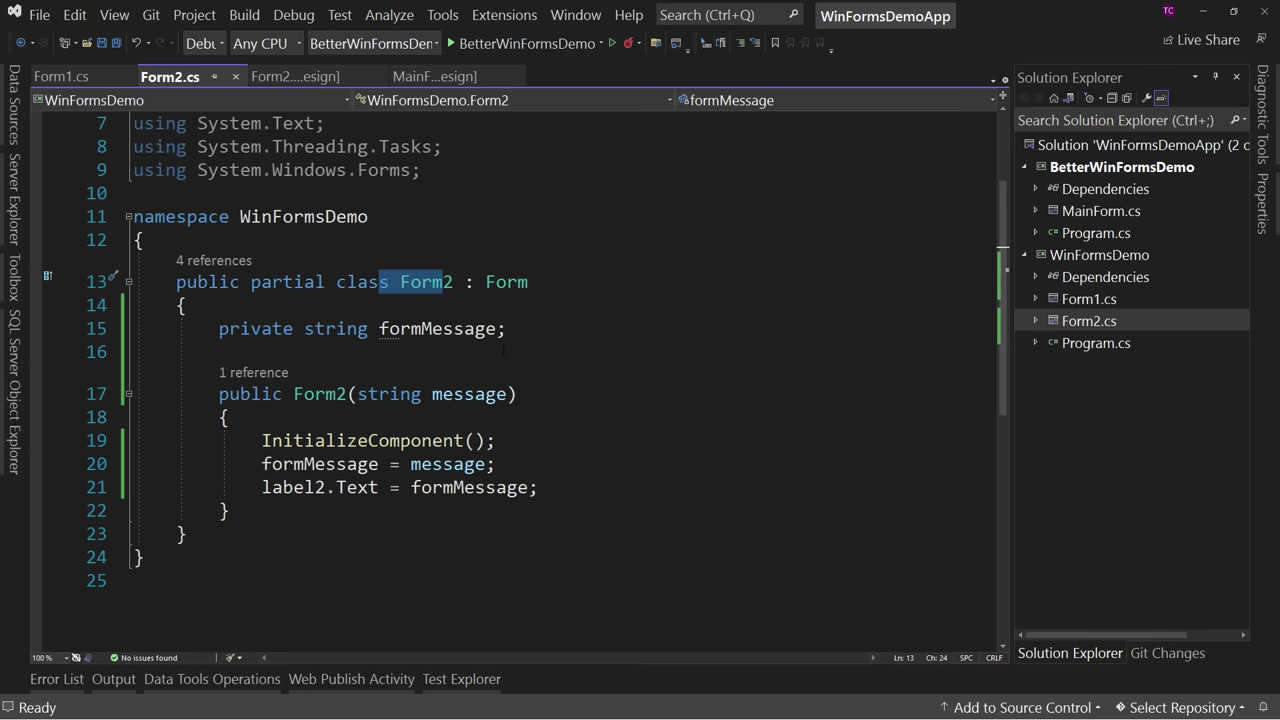 File Edit View Git Project Build Debug Test Analyze Tools Extensions Window Help Search (Ctrl+Q) WinFormsDemoApp TC
Any CPU BetterWinFormsDemo Live Share
Form1.cs Form2.cs Form2....esign] MainF...esign]
WinFormsDemo WinFormsDemo.Form2 formMessage
7 using System.Text;
8 using System.Threading.Tasks;
9 using System.Windows.Forms;
10
11 namespace WinFormsDemo
12 {
4 references
13 public partial class Form2 : Form
14 {
15 private string formMessage;
16
1 reference
17 public Form2(string message)
18 {
19 InitializeComponent();
20 formMessage = message;
21 label2.Text = formMessage;
22 }
23 }
24 }
25
100 % No issues found Ln: 13 Ch: 24 SPC CRLF
Error List Output Data Tools Operations Web Publish Activity Test Explorer
Ready Add to Source Control Select Repository
Data Sources
Server Explorer
Toolbox
SQL Server Object Explorer
Solution Explorer
Search Solution Explorer (Ctrl+;)
Solution 'WinFormsDemoApp' (2 c
BetterWinFormsDemo
Dependencies
MainForm.cs
Program.cs
WinFormsDemo
Dependencies
Form1.cs
Form2.cs
Program.cs
Solution Explorer Git Changes
Diagnostic Tools
Properties